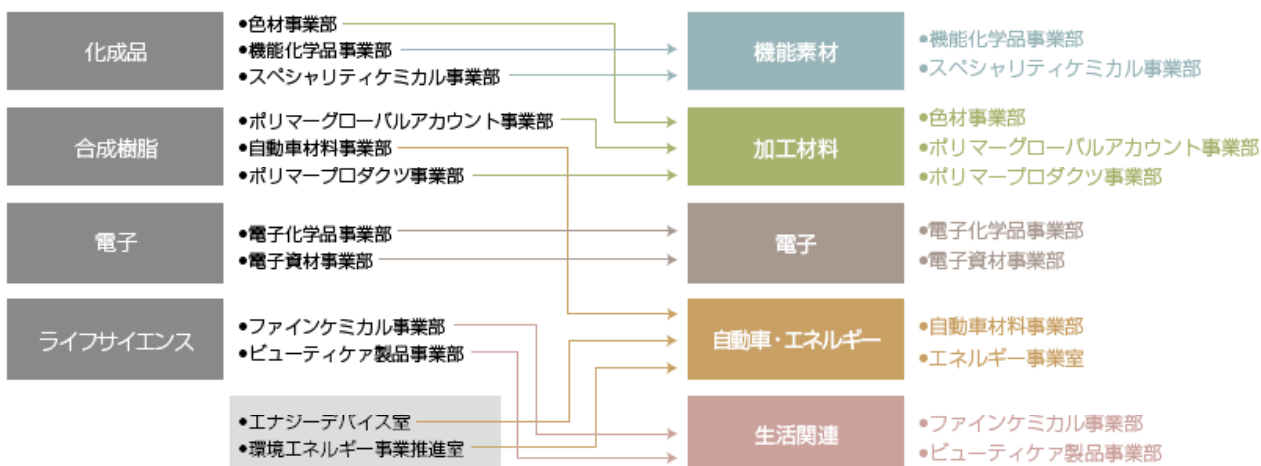 化成品
•色材事業部
•機能化学品事業部
•スペシャリティケミカル事業部
合成樹脂
•ポリマーグローバルアカウント事業部
•自動車材料事業部
•ポリマープロダクツ事業部
電子
•電子化学品事業部
•電子資材事業部
ライフサイエンス
•ファインケミカル事業部
•ビューティケア製品事業部
•エナジーデバイス室
•環境エネルギー事業推進室
機能素材
•機能化学品事業部
•スペシャリティケミカル事業部
加工材料
•色材事業部
•ポリマーグローバルアカウント事業部
•ポリマープロダクツ事業部
電子
•電子化学品事業部
•電子資材事業部
自動車・エネルギー
•自動車材料事業部
•エネルギー事業室
生活関連
•ファインケミカル事業部
•ビューティケア製品事業部